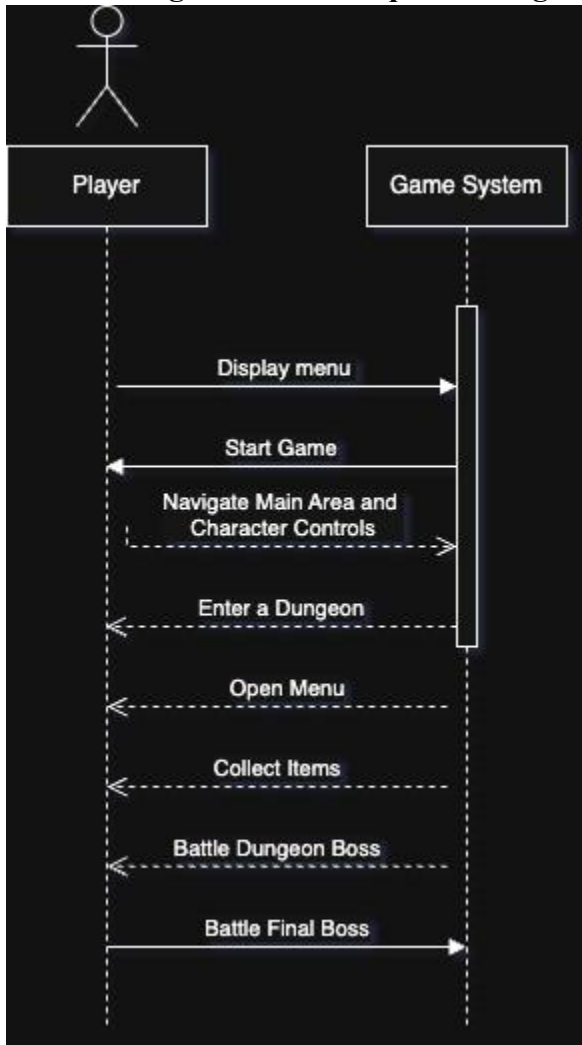 Player
Game System
Display menu
Start Game
Navigate Main Area and
Character Controls
Enter a Dungeon
Open Menu
Collect Items
Battle Dungeon Boss
Battle Final Boss